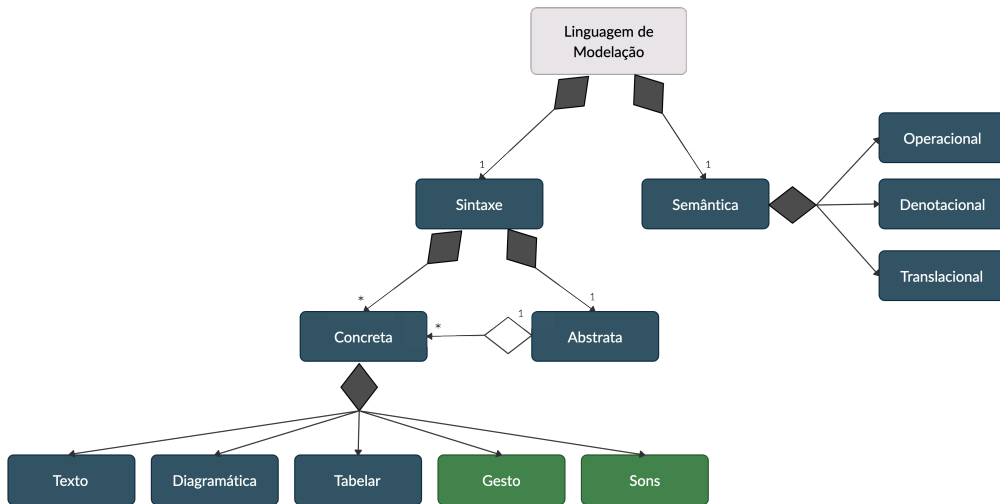 Linguagem de
Modelação
Operacional
1
1
Sintaxe
Semântica
Denotacional
Translacional
*
1
*
1
Concreta
Abstrata
Texto
Diagramática
Tabelar
Gesto
Sons